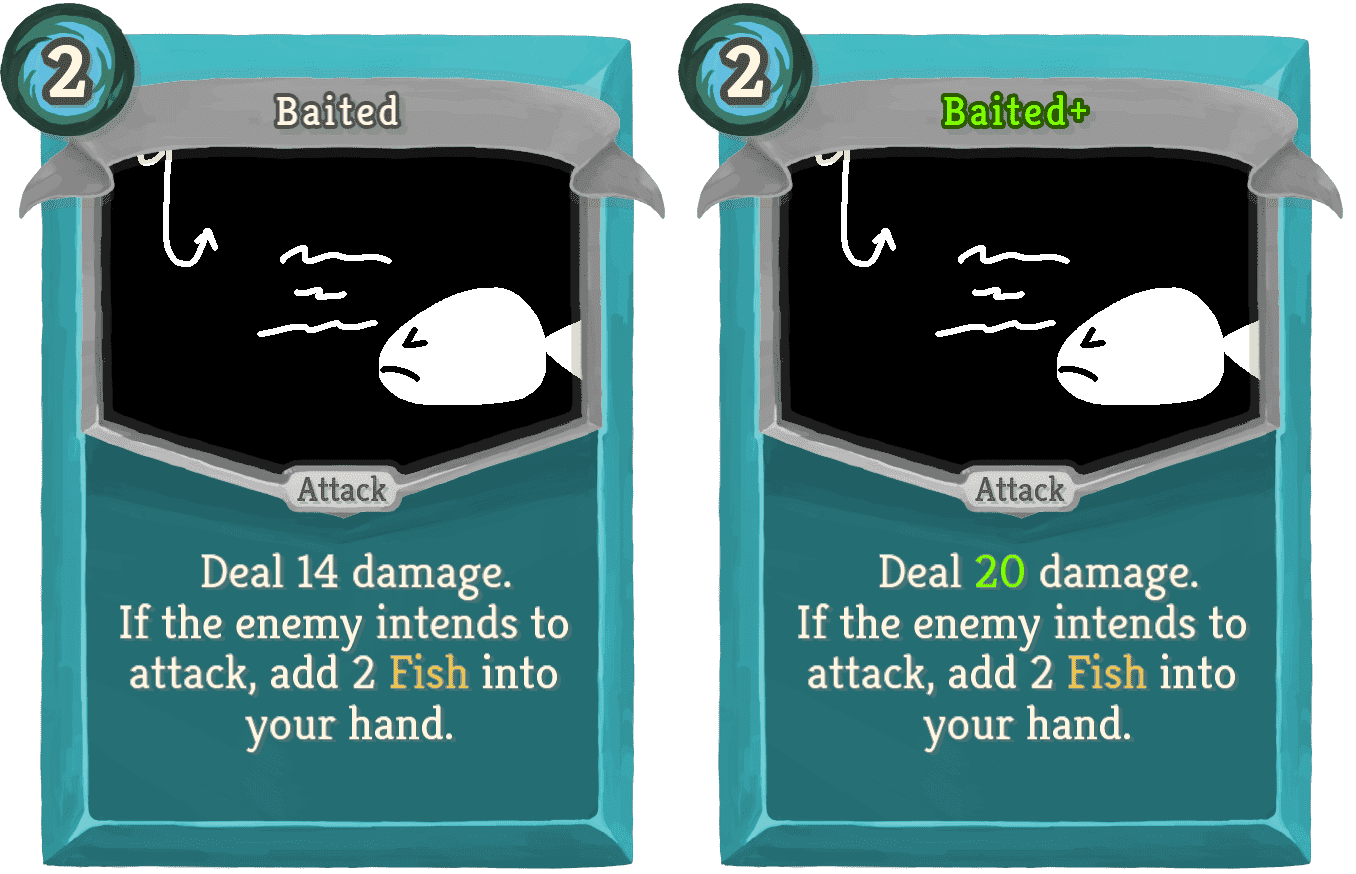 2
Baited
Attack
Deal 14 damage.
If the enemy intends to
attack, add 2 Fish into
your hand.
2
Baited+
Attack
Deal 20 damage.
If the enemy intends to
attack, add 2 Fish into
your hand.